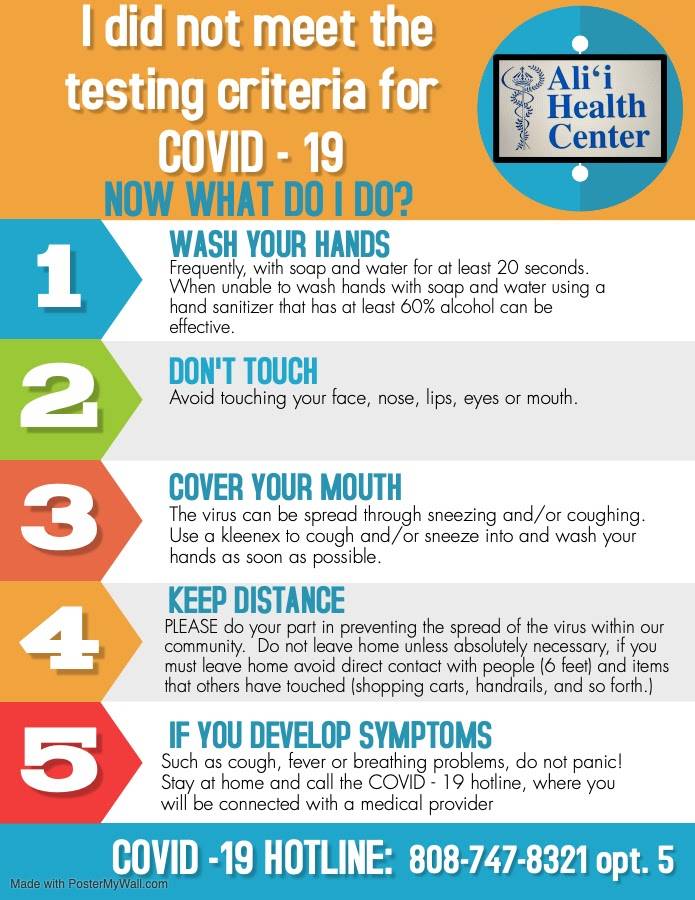 I did not meet the
testing criteria for
COVID - 19
NOW WHAT DO I DO?
Ali‘i
Health
Center
1
WASH YOUR HANDS
Frequently, with soap and water for at least 20 seconds.
When unable to wash hands with soap and water using a
hand sanitizer that has at least 60% alcohol can be
effective.
2
DON'T TOUCH
Avoid touching your face, nose, lips, eyes or mouth.
3
COVER YOUR MOUTH
The virus can be spread through sneezing and/or coughing.
Use a kleenex to cough and/or sneeze into and wash your
hands as soon as possible.
4
KEEP DISTANCE
PLEASE do your part in preventing the spread of the virus within our
community.  Do not leave home unless absolutely necessary, if you
must leave home avoid direct contact with people (6 feet) and items
that others have touched (shopping carts, handrails, and so forth.)
5
IF YOU DEVELOP SYMPTOMS
Such as cough, fever or breathing problems, do not panic!
Stay at home and call the COVID - 19 hotline, where you
will be connected with a medical provider
COVID -19 HOTLINE: 808-747-8321 opt. 5
Made with PosterMyWall.com